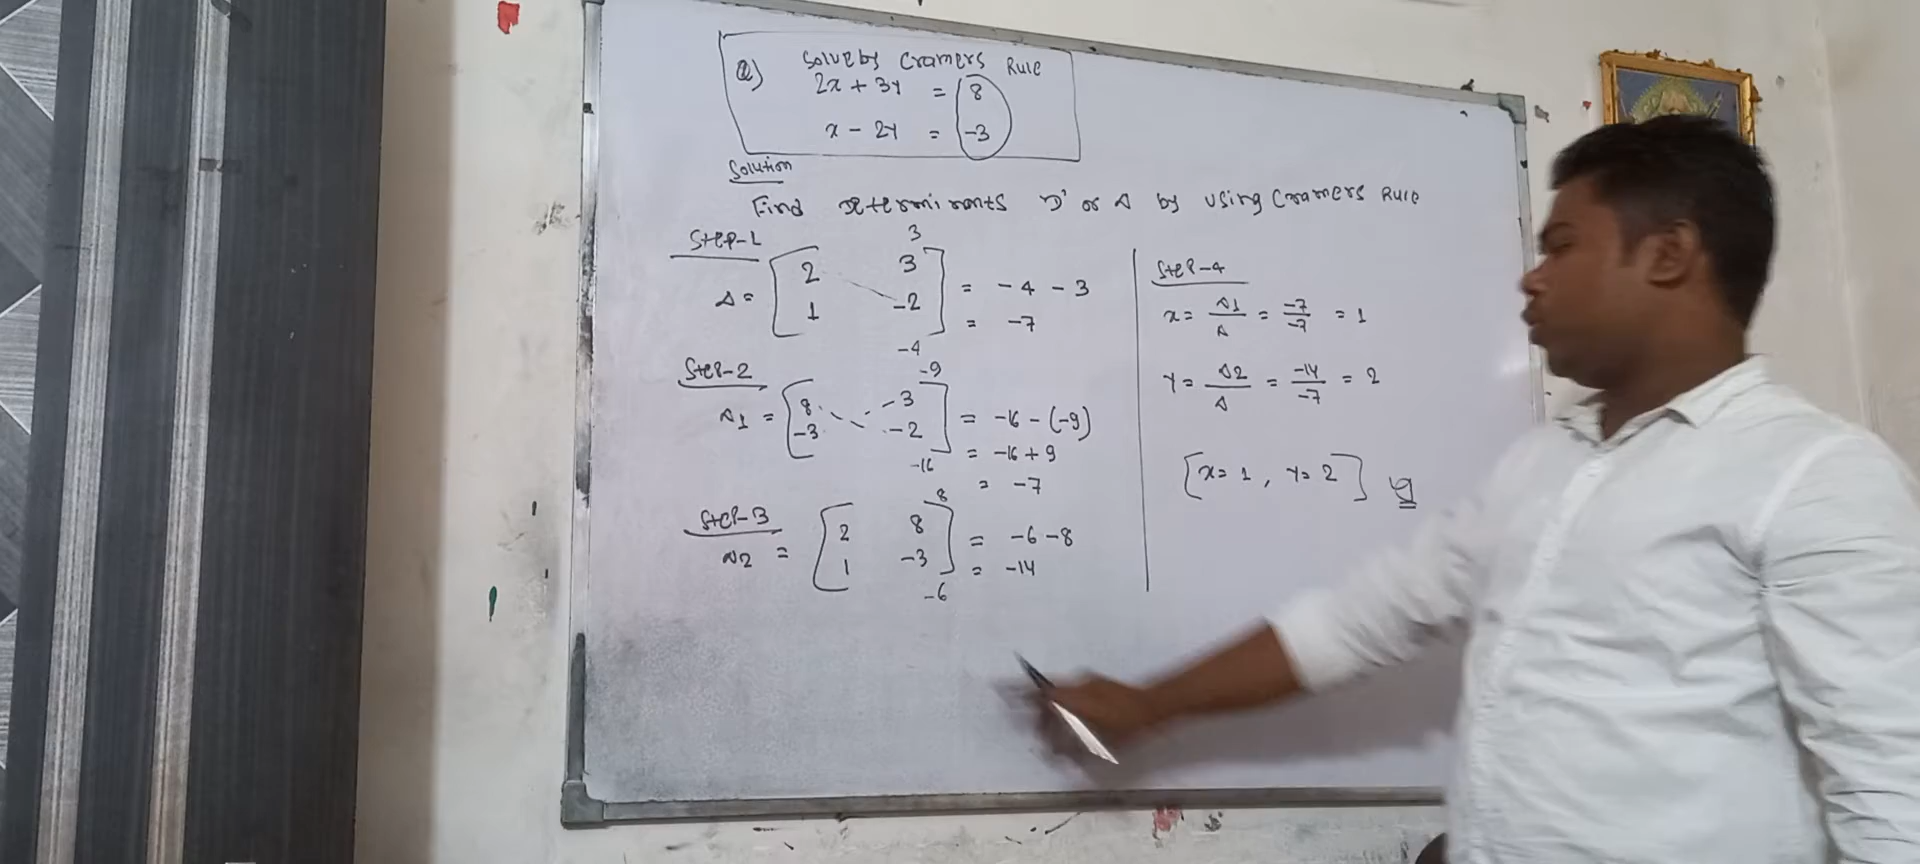 Q) Solve by Cramers Rule
2x + 3y = 8
x - 2y = -3
Solution
Find Determinants 'D' or Δ by using Cramers Rule
Step-1
3
Δ = [ 2 3
1 -2 ] = -4 - 3
= -7
-4
Step-2
-9
Δ1 = [ 8 3
-3 -2 ] = -16 - (-9)
-16 = -16 + 9
= -7
Step-3
8
Δ2 = [ 2 8
1 -3 ] = -6 - 8
= -14
-6
Step-4
x = Δ1/Δ = -7/-7 = 1
y = Δ2/Δ = -14/-7 = 2
[x = 1, y = 2]